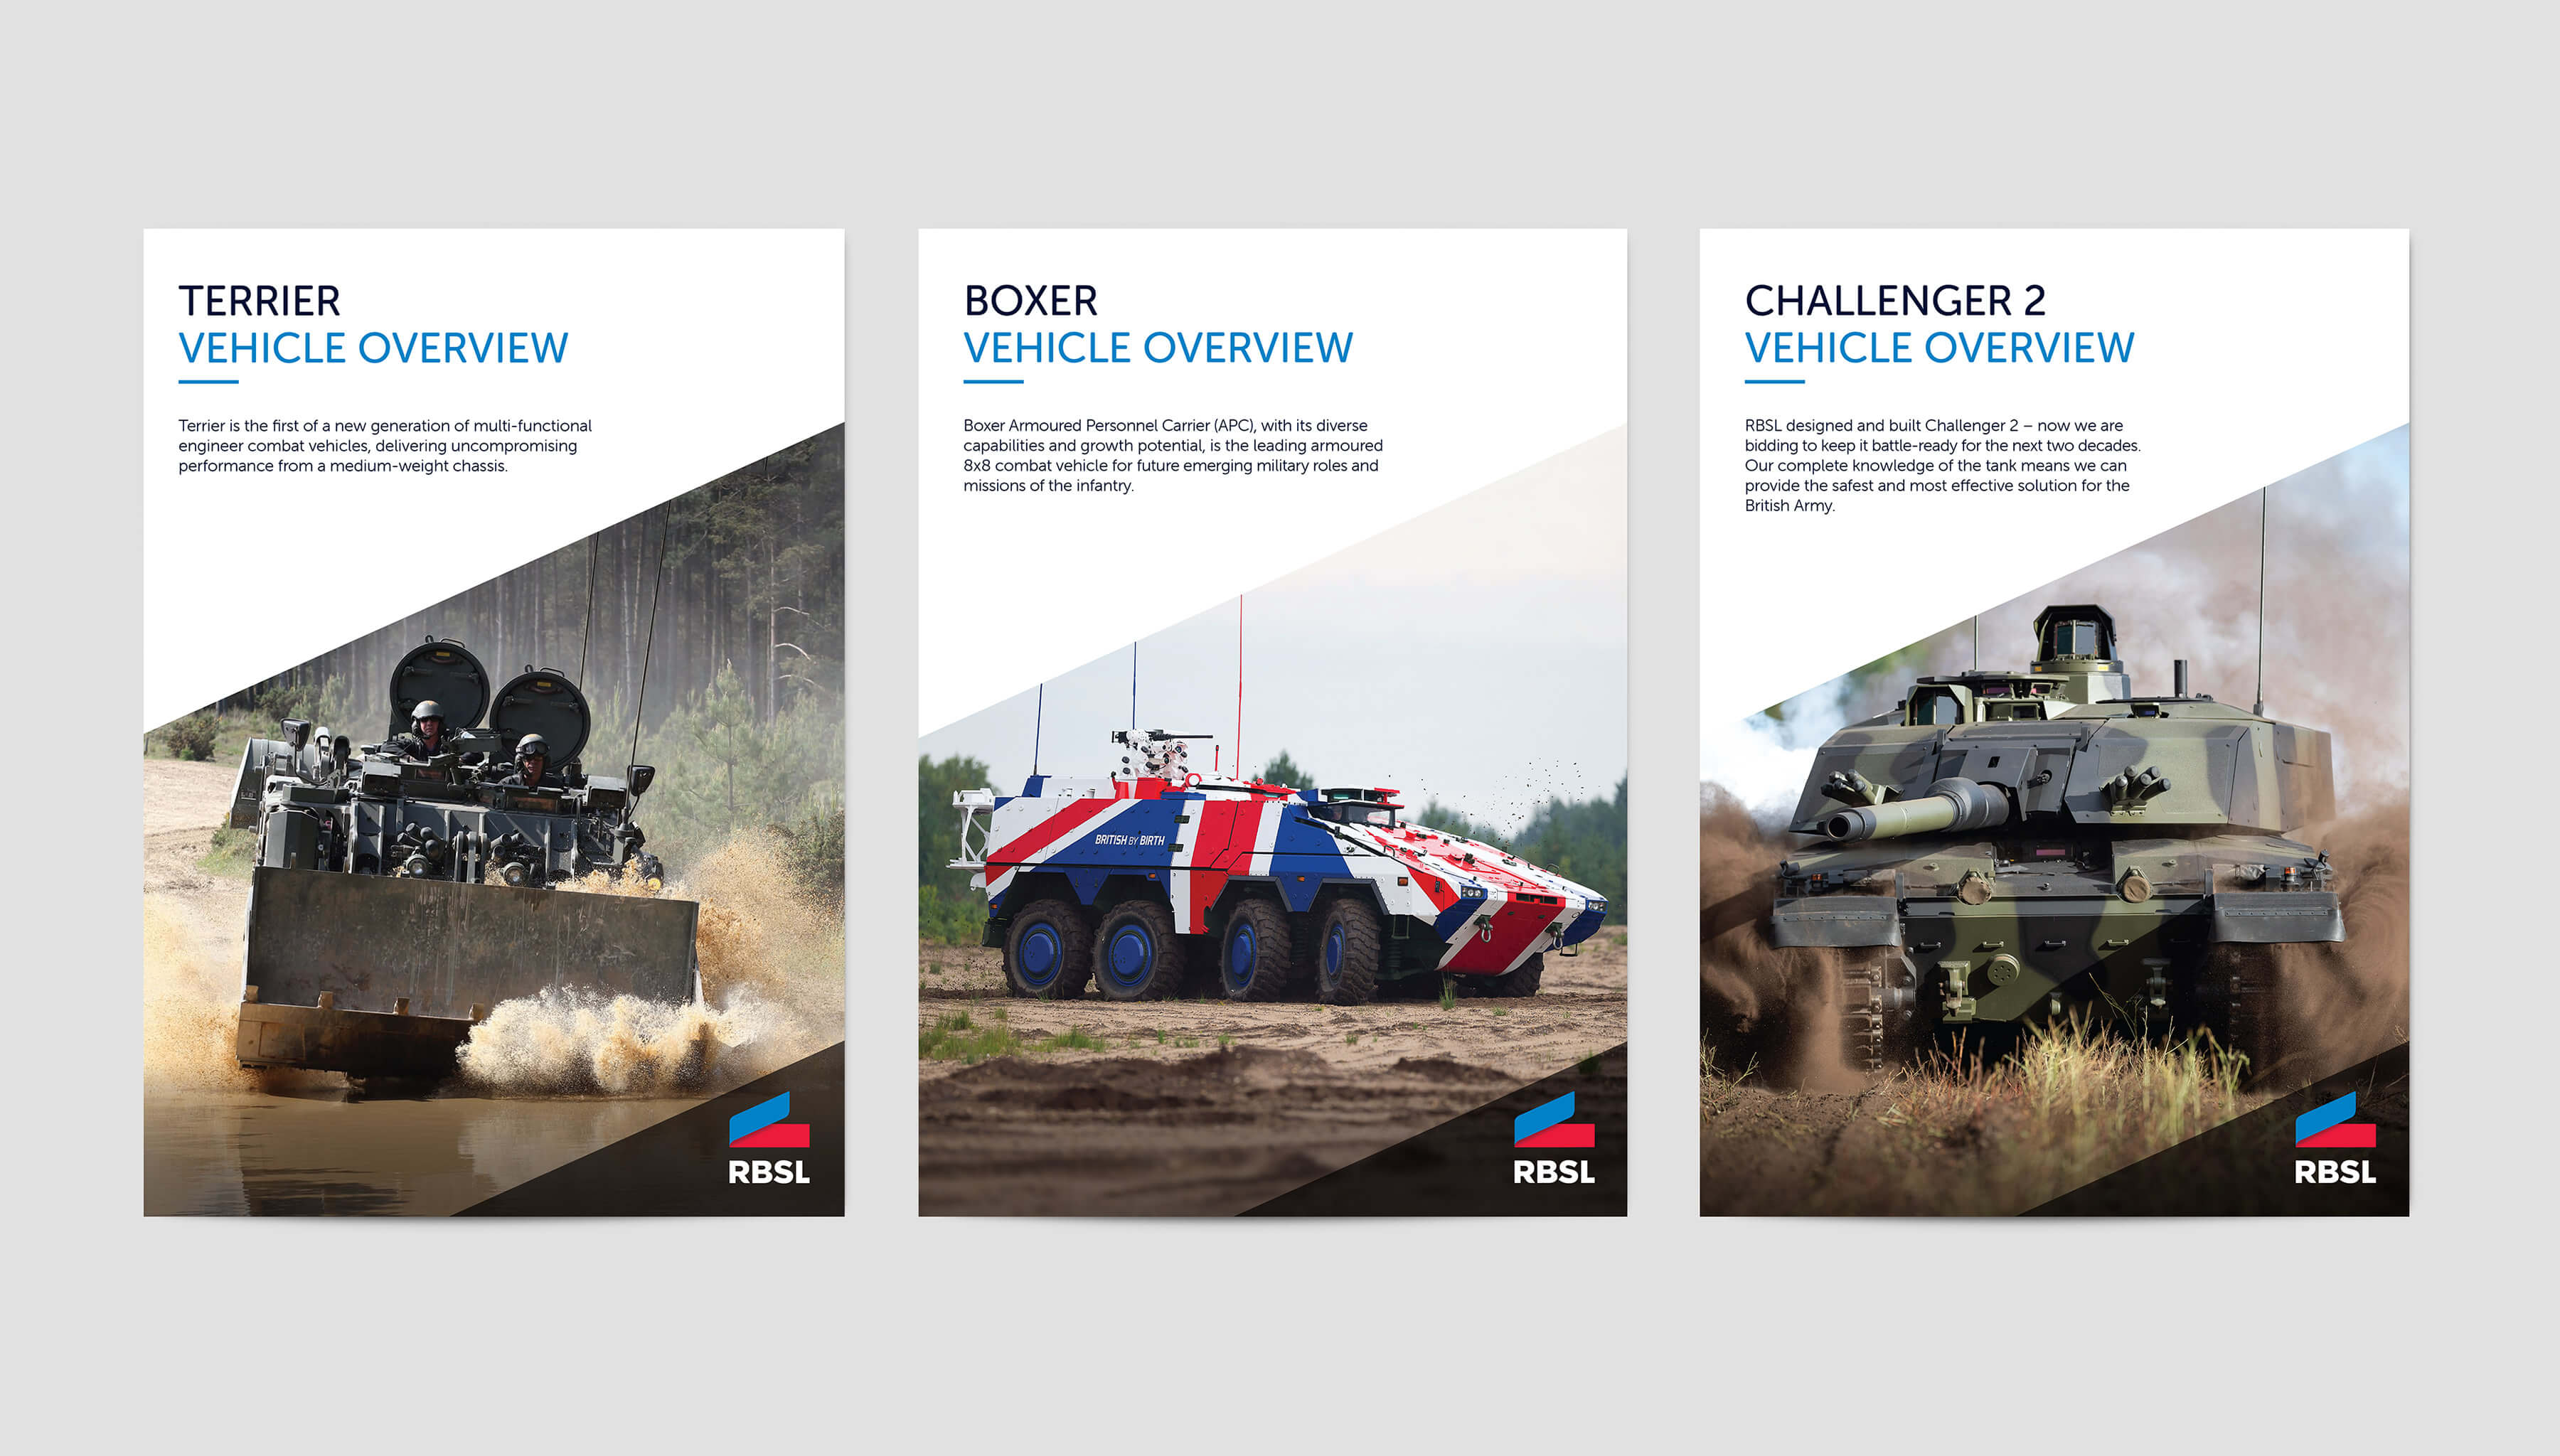 TERRIER
VEHICLE OVERVIEW
Terrier is the first of a new generation of multi-functional
engineer combat vehicles, delivering uncompromising
performance from a medium-weight chassis.
RBSL
BOXER
VEHICLE OVERVIEW
Boxer Armoured Personnel Carrier (APC), with its diverse
capabilities and growth potential, is the leading armoured
8x8 combat vehicle for future emerging military roles and
missions of the infantry.
BRITISH BY BIRTH
RBSL
CHALLENGER 2
VEHICLE OVERVIEW
RBSL designed and built Challenger 2 – now we are
bidding to keep it battle-ready for the next two decades.
Our complete knowledge of the tank means we can
provide the safest and most effective solution for the
British Army.
RBSL